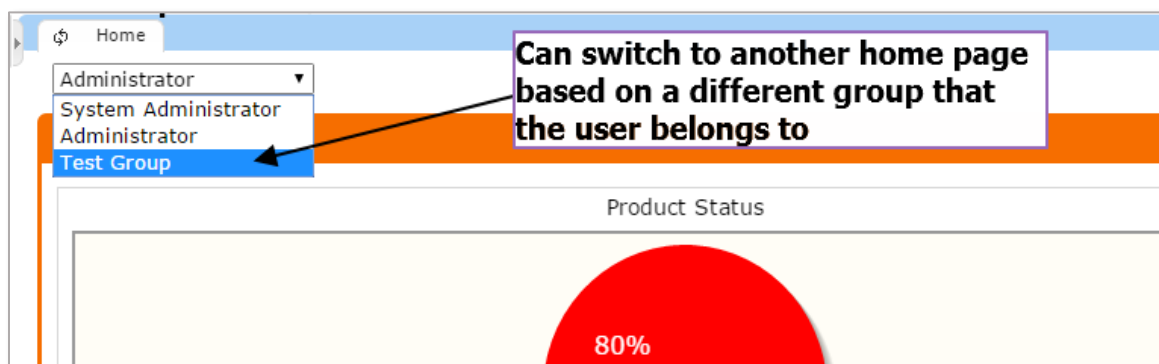 Home
Administrator
System Administrator
Administrator
Test Group
Can switch to another home page
based on a different group that
the user belongs to
Product Status
80%